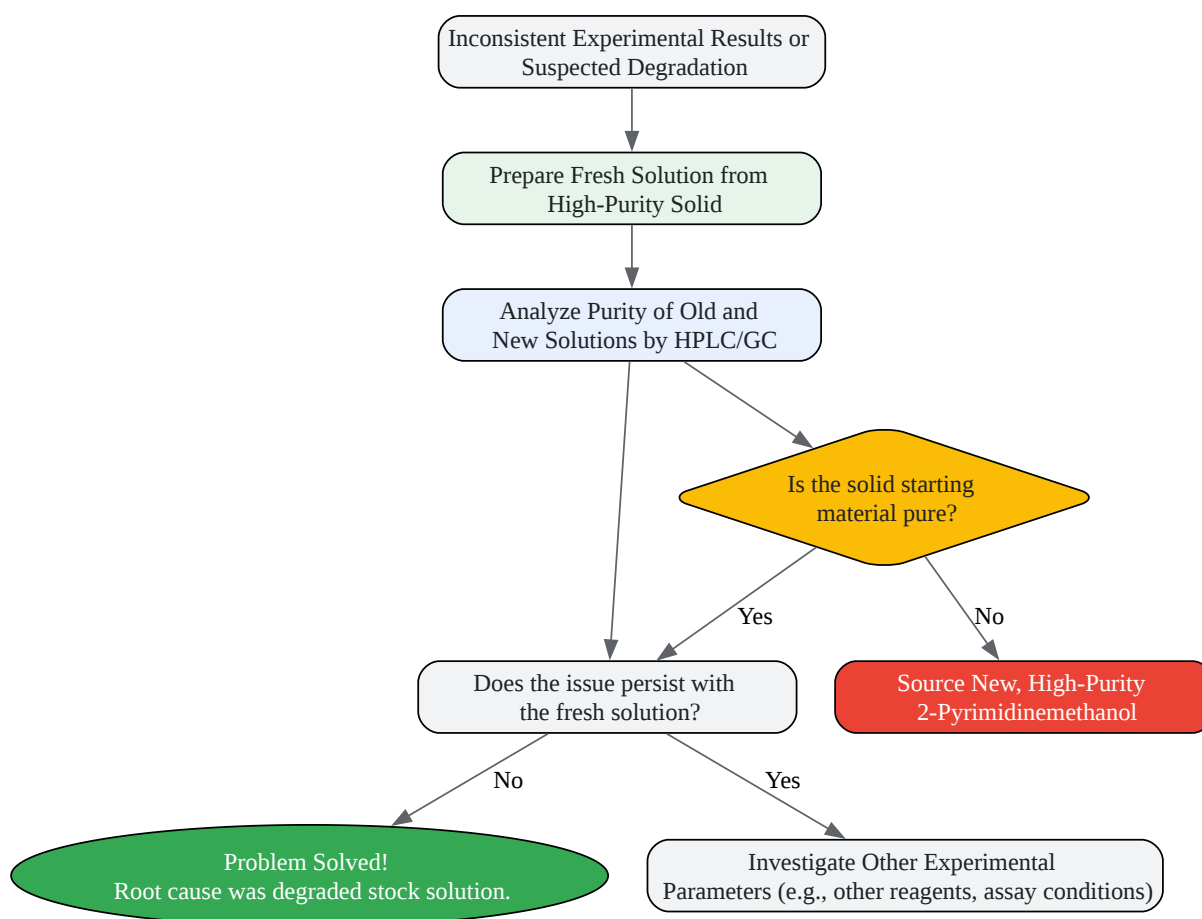 Inconsistent Experimental Results or
Suspected Degradation
Prepare Fresh Solution from
High-Purity Solid
Analyze Purity of Old and
New Solutions by HPLC/GC
Is the solid starting
material pure?
Yes
No
Does the issue persist with
the fresh solution?
Source New, High-Purity
2-Pyrimidinemethanol
No
Yes
Problem Solved!
Root cause was degraded stock solution.
Investigate Other Experimental
Parameters (e.g., other reagents, assay conditions)